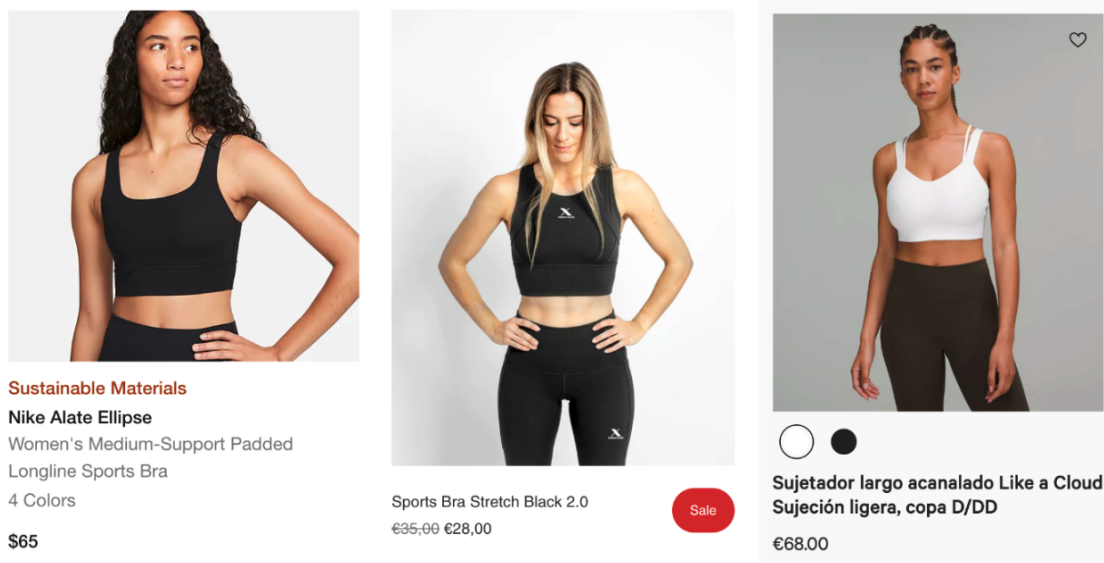 Sustainable Materials
Nike Alate Ellipse
Women's Medium-Support Padded
Longline Sports Bra
4 Colors
$65
X
X
Sports Bra Stretch Black 2.0
€35,00 €28,00
Sale
Sujetador largo acanalado Like a Cloud
Sujeción ligera, copa D/DD
€68.00